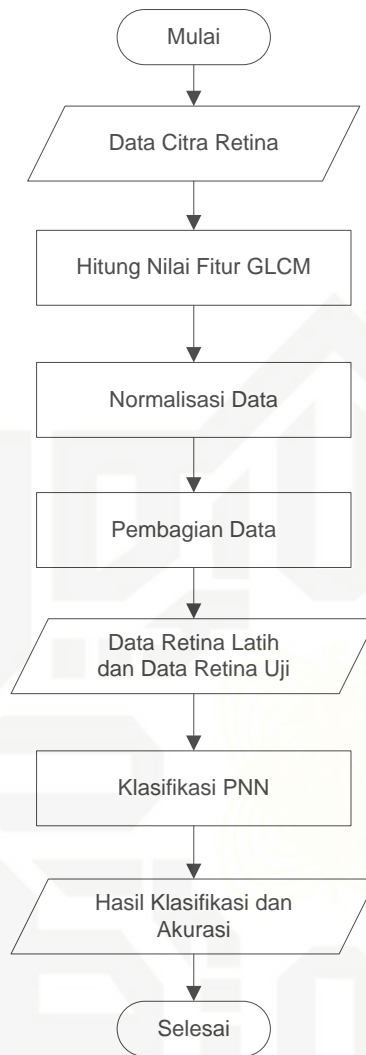 Mulai
Data Citra Retina
Hitung Nilai Fitur GLCM
Normalisasi Data
Pembagian Data
Data Retina Latih
dan Data Retina Uji
Klasifikasi PNN
Hasil Klasifikasi dan
Akurasi
Selesai